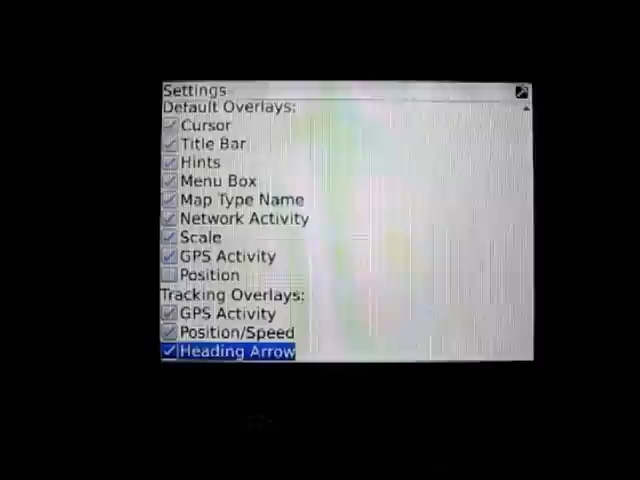 Settings
Default Overlays:
Cursor
Title Bar
Hints
Menu Box
Map Type Name
Network Activity
Scale
GPS Activity
Position
Tracking Overlays:
GPS Activity
Position/Speed
Heading Arrow